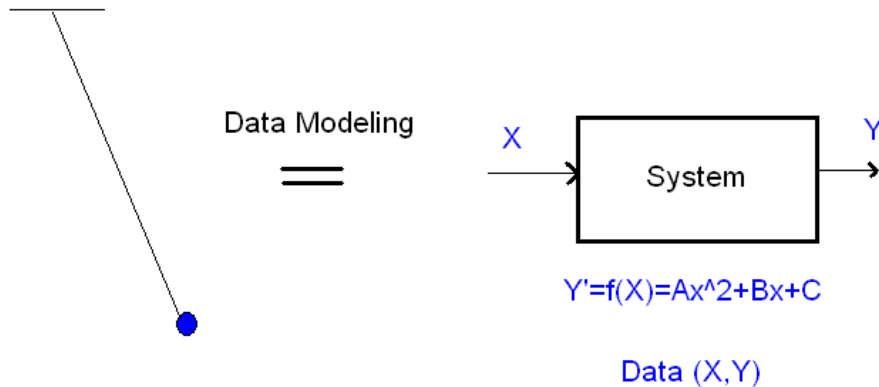 Data Modeling
X
Y
System
Y'=f(X)=Ax^2+Bx+C
Data (X,Y)